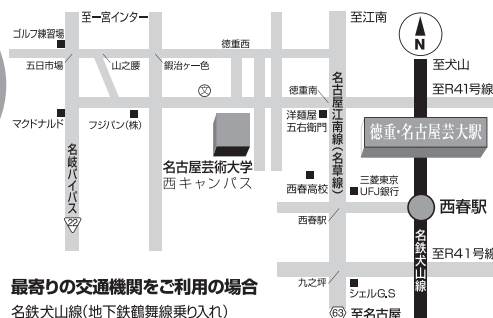 至一宮インター
至江南
N
ゴルフ練習場
徳重西
五日市場
山之腰
鍛治ケ一色
至犬山
文
徳重南
至R41号線
マクドナルド
フジパン(株)
洋麺屋
五右衛門
名古屋江南線(名草線)
徳重・名古屋芸大駅
名岐バイパス
22
名古屋芸術大学
西キャンパス
西春高校
三菱東京
UFJ銀行
西春駅
西春駅
名鉄犬山線
至R41号線
九之坪
シェルG.S
63
至名古屋
最寄りの交通機関をご利用の場合
名鉄犬山線(地下鉄鶴舞線乗り入れ)